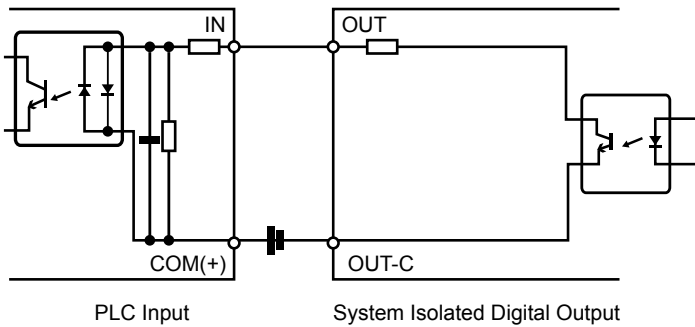 IN
OUT
COM(+)
OUT-C
PLC Input
System Isolated Digital Output